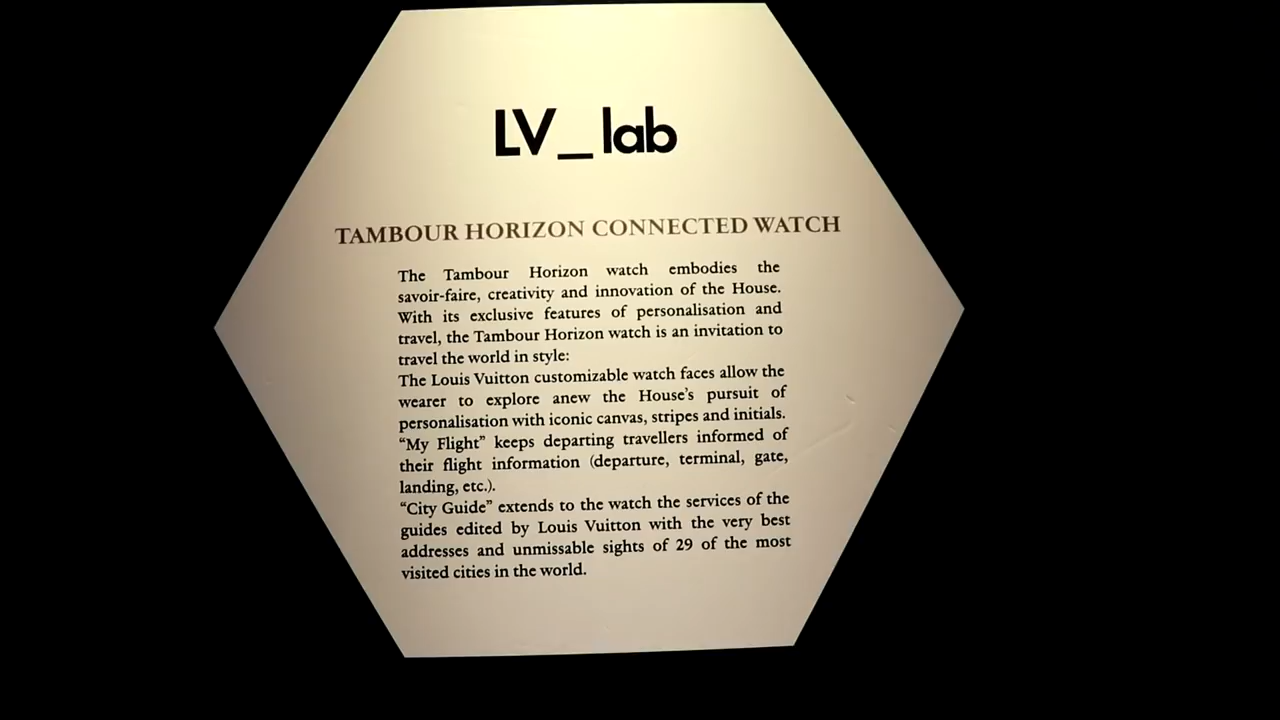 LV_lab
TAMBOUR HORIZON CONNECTED WATCH
The Tambour Horizon watch embodies the
savoir-faire, creativity and innovation of the House.
With its exclusive features of personalisation and
travel, the Tambour Horizon watch is an invitation to
travel the world in style:
The Louis Vuitton customizable watch faces allow the
wearer to explore anew the House's pursuit of
personalisation with iconic canvas, stripes and initials.
“My Flight” keeps departing travellers informed of
their flight information (departure, terminal, gate,
landing, etc.).
“City Guide” extends to the watch the services of the
guides edited by Louis Vuitton with the very best
addresses and unmissable sights of 29 of the most
visited cities in the world.